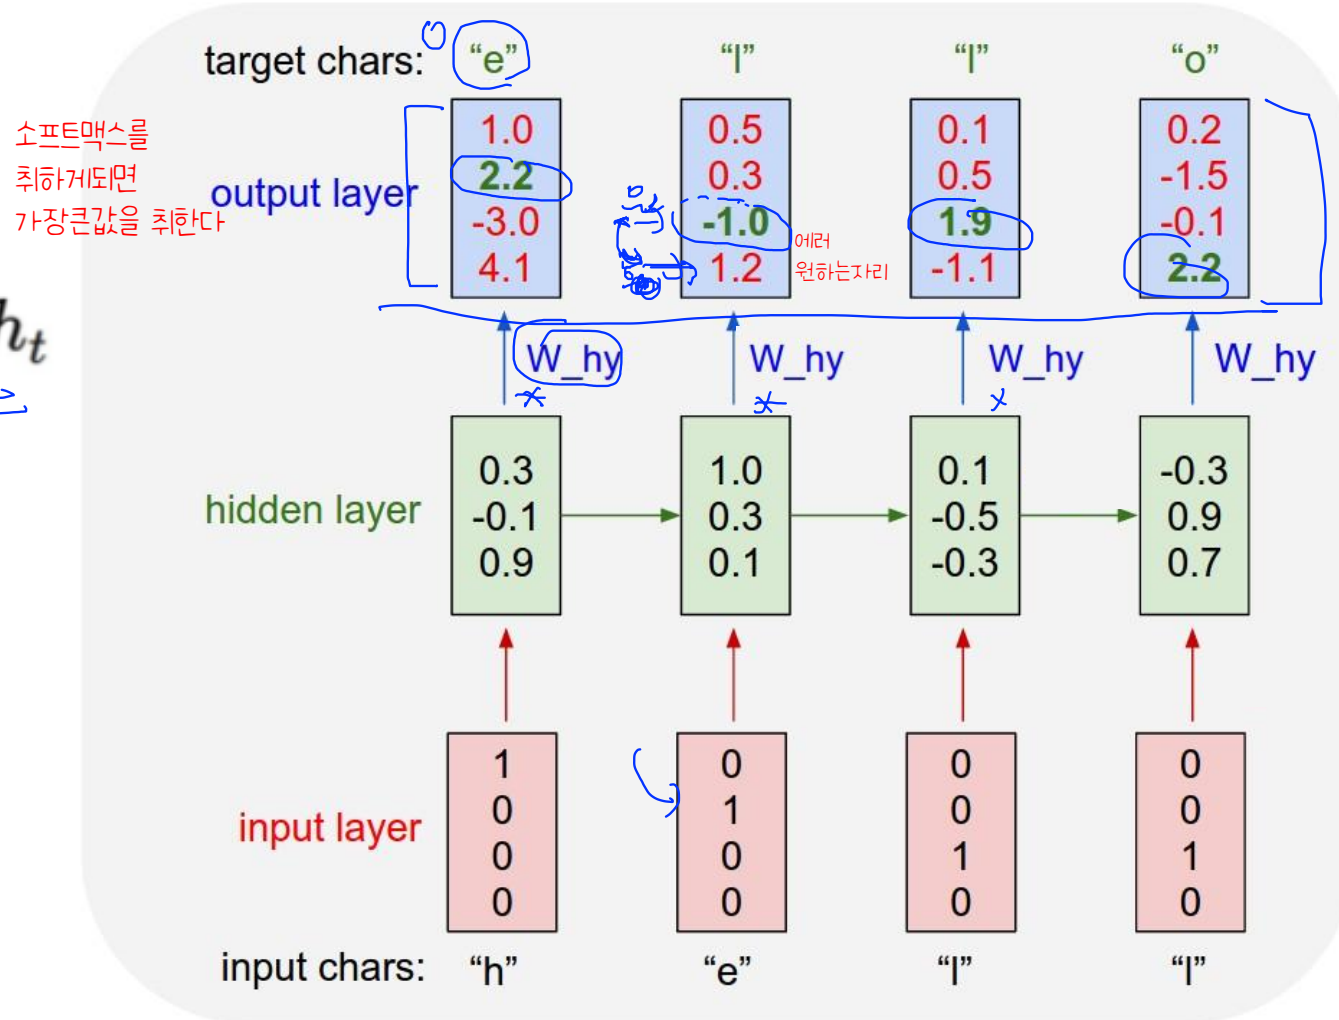 target chars: “e” “l” “l” “o”
소프트맥스를
취하게되면
가장큰값을 취한다
output layer
1.0 0.5 0.1 0.2
2.2 0.3 0.5 -1.5
-3.0 -1.0 1.9 -0.1
4.1 1.2 -1.1 2.2
에러
원하는자리
h_t
W_hy W_hy W_hy W_hy
hidden layer
0.3 1.0 0.1 -0.3
-0.1 0.3 -0.5 0.9
0.9 0.1 -0.3 0.7
input layer
1 0 0 0
0 1 0 0
0 0 1 1
0 0 0 0
input chars: “h” “e” “l” “l”